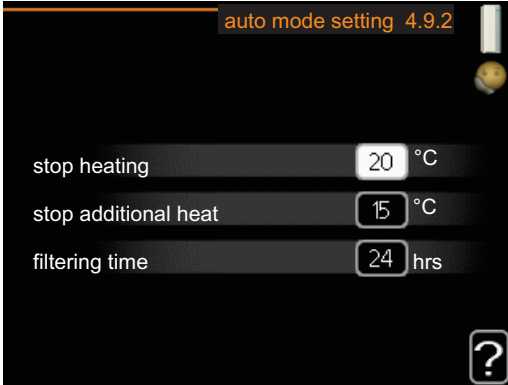 auto mode setting 4.9.2
stop heating 20 °C
stop additional heat 15 °C
filtering time 24 hrs
?